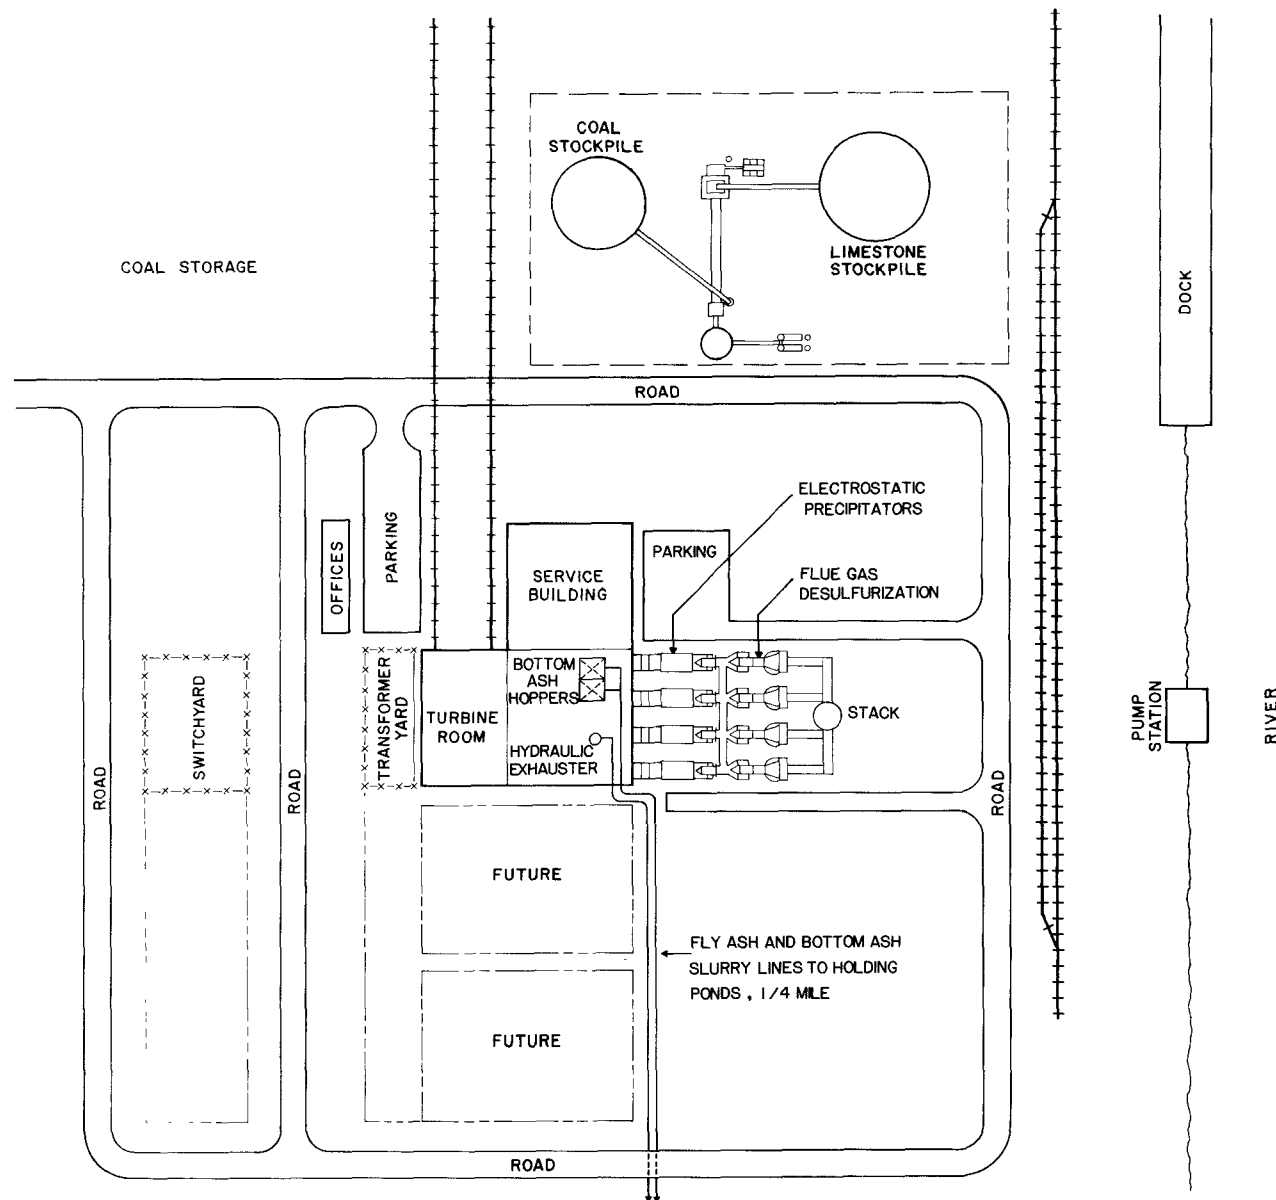 COAL
STOCKPILE
LIMESTONE
STOCKPILE
COAL STORAGE
DOCK
ROAD
ELECTROSTATIC
PRECIPITATORS
OFFICES
PARKING
SERVICE
BUILDING
PARKING
FLUE GAS
DESULFURIZATION
SWITCHYARD
TRANSFORMER
YARD
TURBINE
ROOM
BOTTOM
ASH
HOPPERS
HYDRAULIC
EXHAUSTER
STACK
PUMP
STATION
RIVER
ROAD
ROAD
ROAD
FUTURE
FLY ASH AND BOTTOM ASH
SLURRY LINES TO HOLDING
PONDS , 1/4 MILE
FUTURE
ROAD